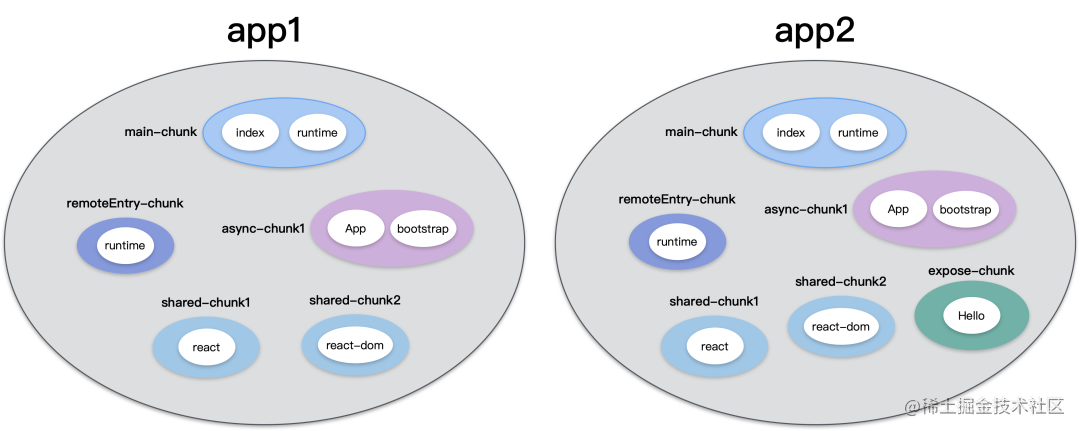 app1
main-chunk
index
runtime
remoteEntry-chunk
runtime
async-chunk1
App
bootstrap
shared-chunk1
react
shared-chunk2
react-dom
app2
main-chunk
index
runtime
remoteEntry-chunk
runtime
async-chunk1
App
bootstrap
shared-chunk1
react
shared-chunk2
react-dom
expose-chunk
Hello
@稀土掘金技术社区